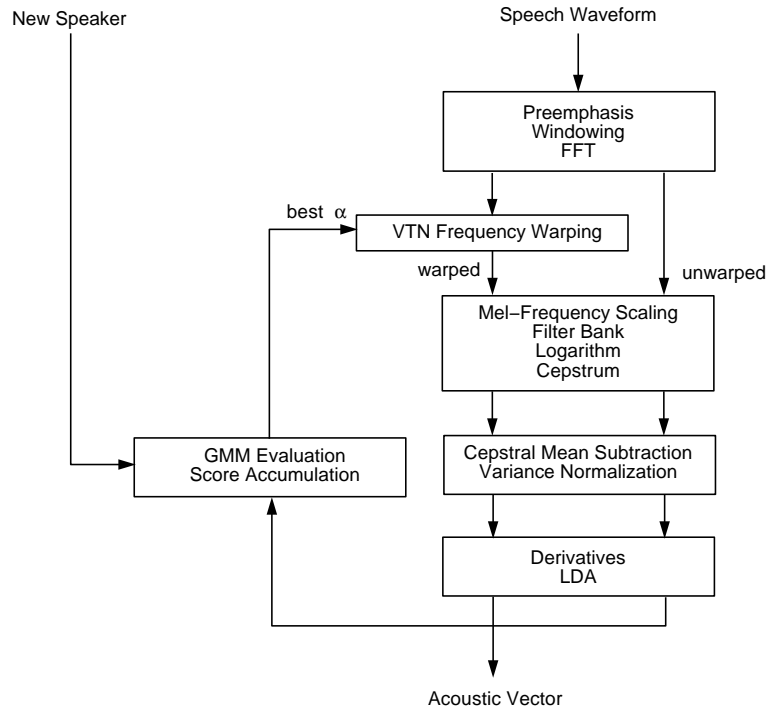 New Speaker
Speech Waveform
Preemphasis
Windowing
FFT
best α
VTN Frequency Warping
warped
unwarped
Mel−Frequency Scaling
Filter Bank
Logarithm
Cepstrum
GMM Evaluation
Score Accumulation
Cepstral Mean Subtraction
Variance Normalization
Derivatives
LDA
Acoustic Vector